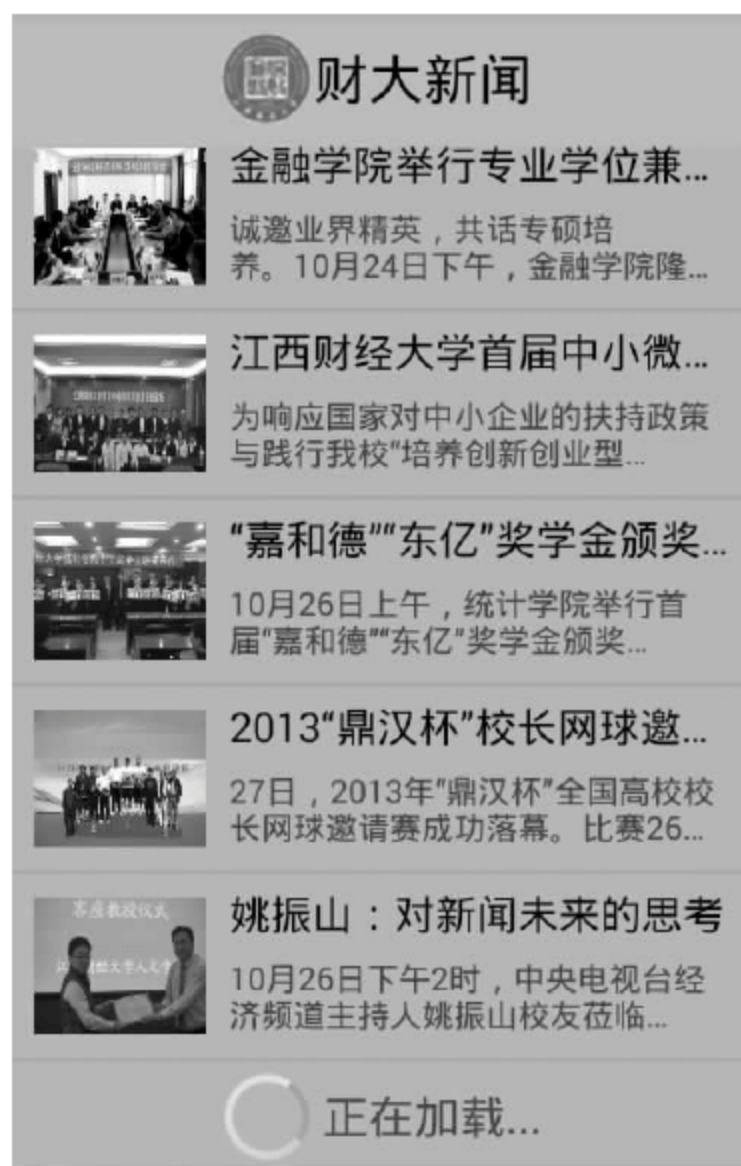 财大新闻
金融学院举行专业学位兼...
诚邀业界精英，共话专硕培
养。10月24日下午，金融学院隆...
江西财经大学首届中小微...
为响应国家对中小企业的扶持政策
与践行我校“培养创新创业型...
“嘉和德”“东亿”奖学金颁奖...
10月26日上午，统计学院举行首
届“嘉和德”“东亿”奖学金颁奖...
2013“鼎汉杯”校长网球邀...
27日，2013年”鼎汉杯”全国高校校
长网球邀请赛成功落幕。比赛26...
客座教授仪式
姚振山：对新闻未来的思考
10月26日下午2时，中央电视台经
济频道主持人姚振山校友莅临...
正在加载...